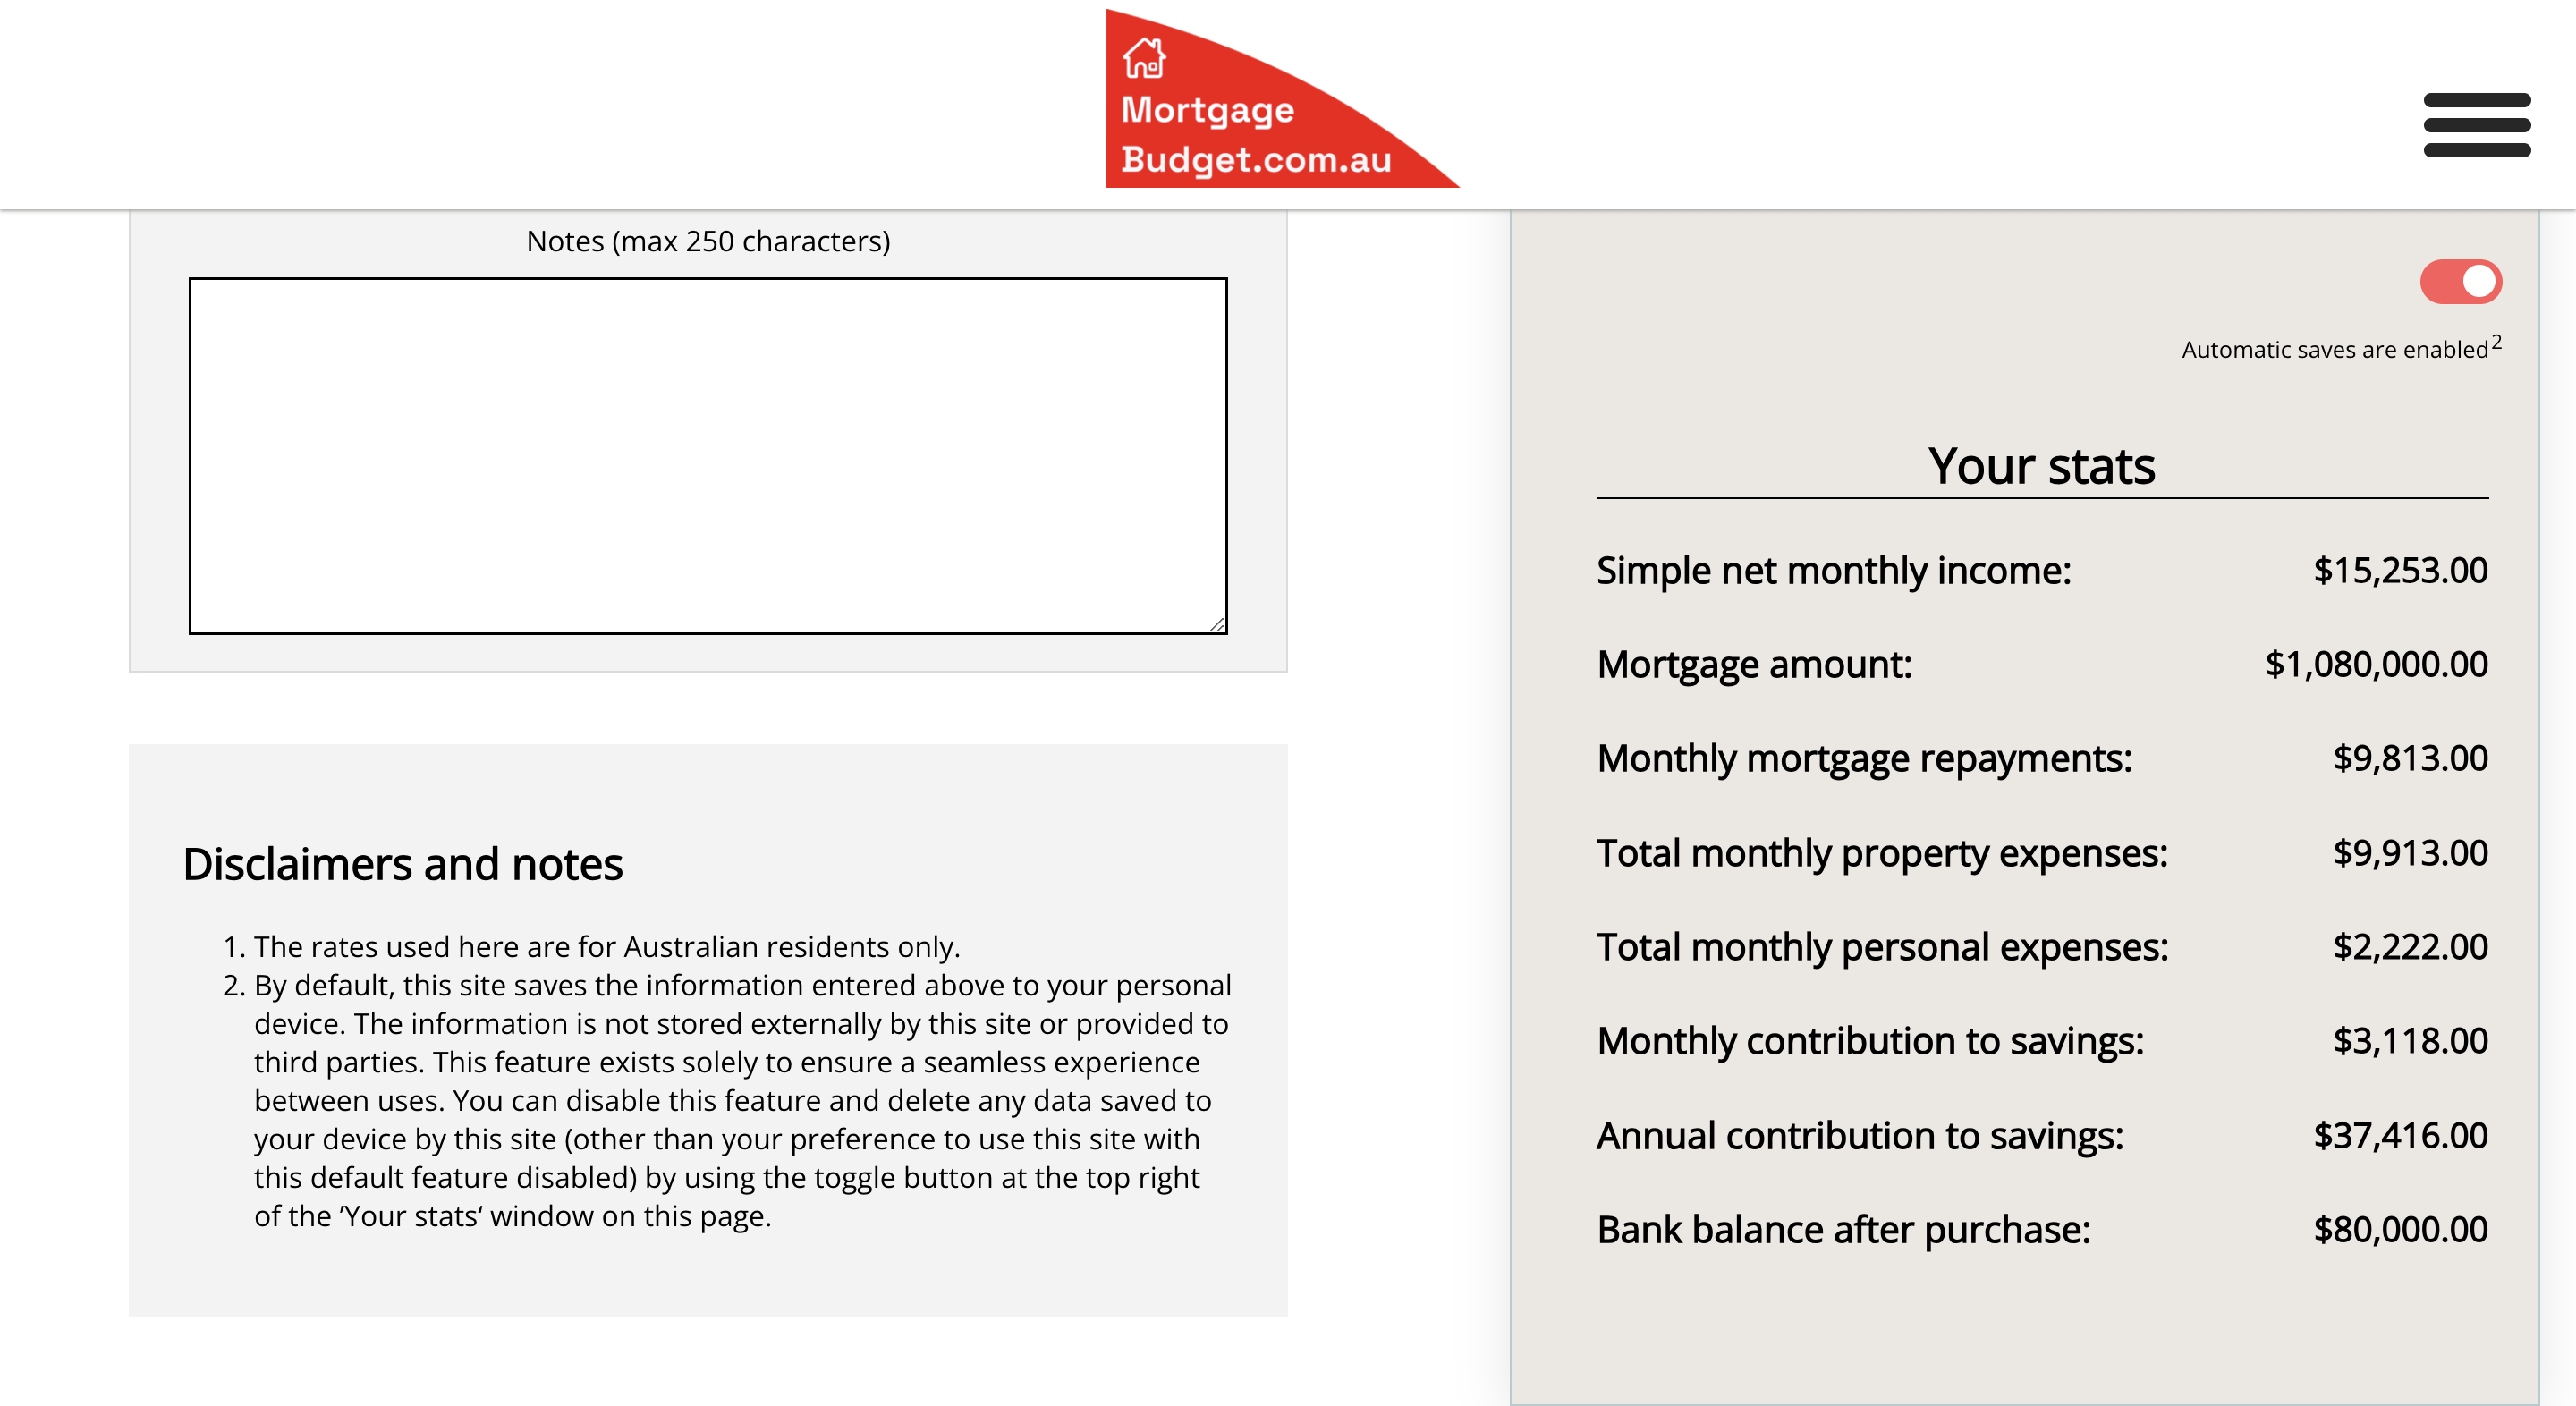 Mortgage
Budget.com.au
Notes (max 250 characters)
Disclaimers and notes
1. The rates used here are for Australian residents only.
2. By default, this site saves the information entered above to your personal
device. The information is not stored externally by this site or provided to
third parties. This feature exists solely to ensure a seamless experience
between uses. You can disable this feature and delete any data saved to
your device by this site (other than your preference to use this site with
this default feature disabled) by using the toggle button at the top right
of the ’Your stats‘ window on this page.
Automatic saves are enabled2
Your stats
Simple net monthly income: $15,253.00
Mortgage amount: $1,080,000.00
Monthly mortgage repayments: $9,813.00
Total monthly property expenses: $9,913.00
Total monthly personal expenses: $2,222.00
Monthly contribution to savings: $3,118.00
Annual contribution to savings: $37,416.00
Bank balance after purchase: $80,000.00